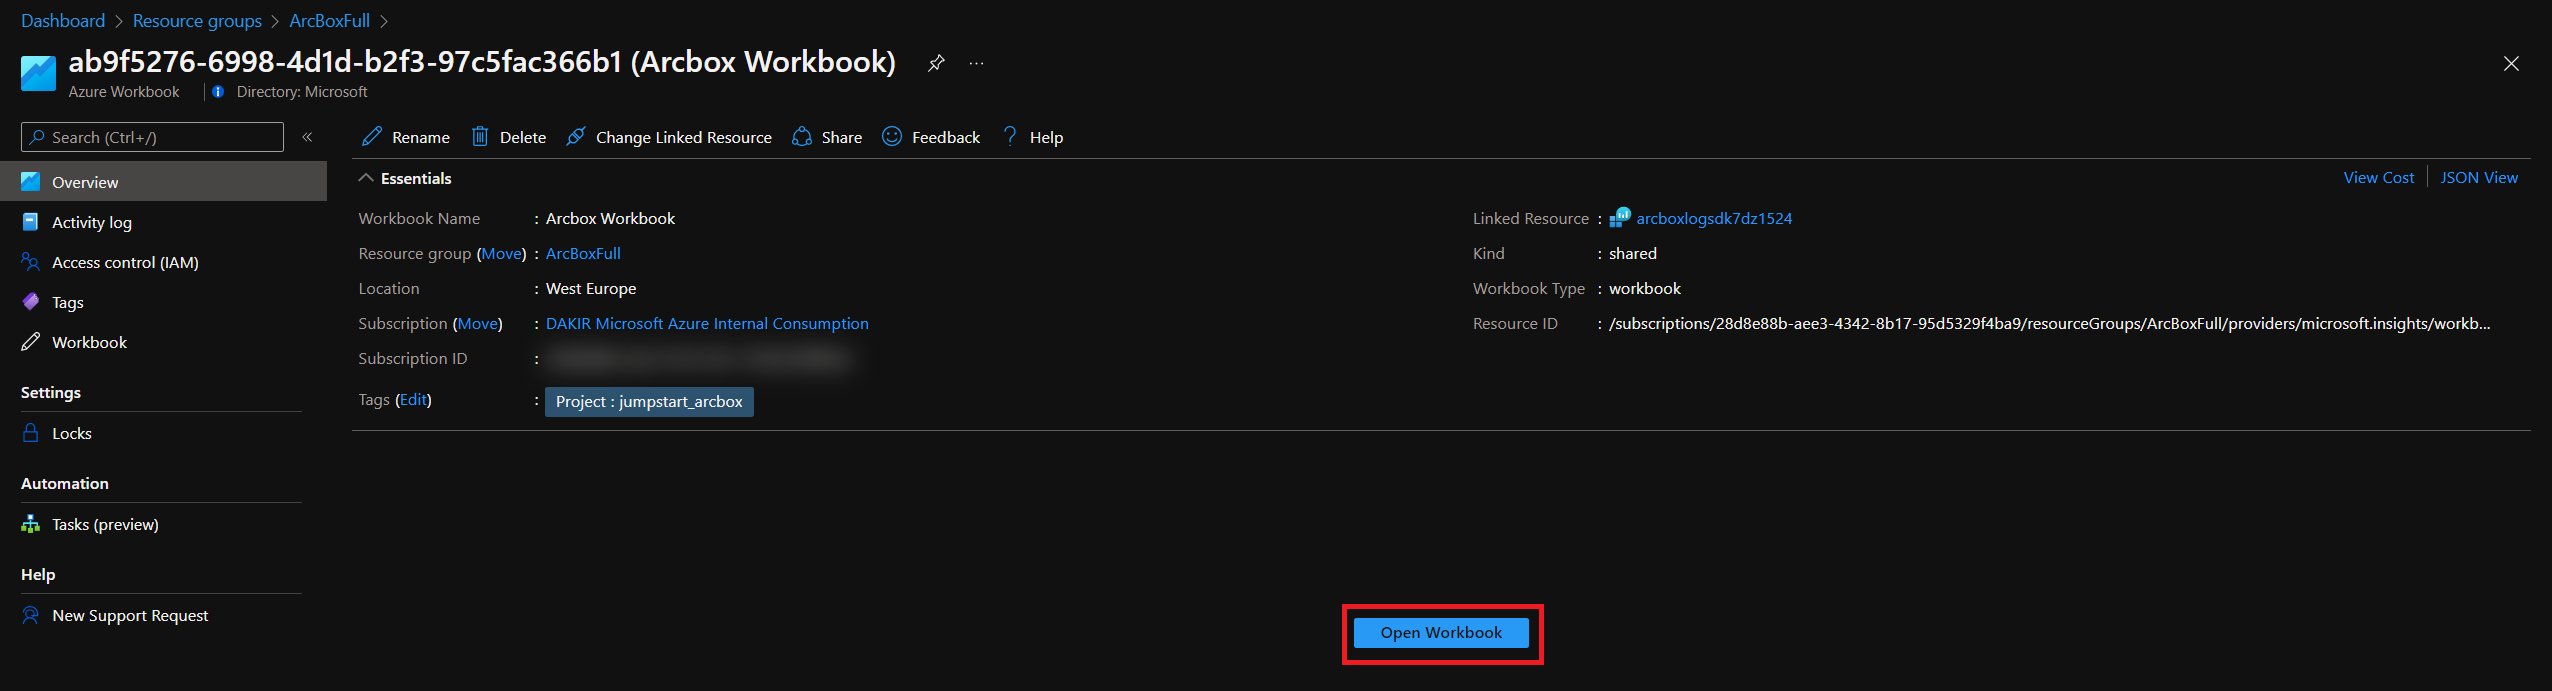 Dashboard > Resource groups > ArcBoxFull >
ab9f5276-6998-4d1d-b2f3-97c5fac366b1 (Arcbox Workbook) ...
Azure Workbook | Directory: Microsoft
Search (Ctrl+/) «
Overview
Activity log
Access control (IAM)
Tags
Workbook
Settings
Locks
Automation
Tasks (preview)
Help
New Support Request
Rename Delete Change Linked Resource Share Feedback ? Help
Essentials
View Cost | JSON View
Workbook Name : Arcbox Workbook
Resource group (Move) : ArcBoxFull
Location : West Europe
Subscription (Move) : DAKIR Microsoft Azure Internal Consumption
Subscription ID :
Tags (Edit) : Project : jumpstart_arcbox
Linked Resource : arcboxlogsdk7dz1524
Kind : shared
Workbook Type : workbook
Resource ID : /subscriptions/28d8e88b-aee3-4342-8b17-95d5329f4ba9/resourceGroups/ArcBoxFull/providers/microsoft.insights/workb...
Open Workbook